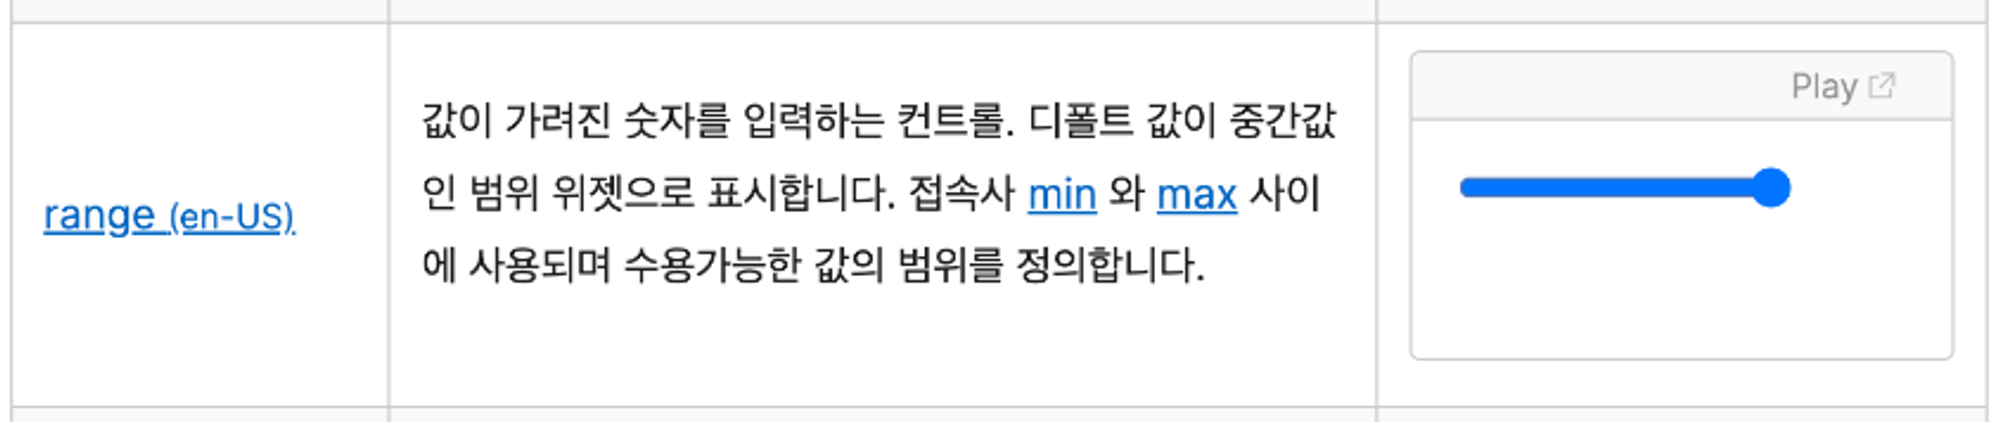 range (en-US)
값이 가려진 숫자를 입력하는 컨트롤. 디폴트 값이 중간값
인 범위 위젯으로 표시합니다. 접속사 min 와 max 사이
에 사용되며 수용가능한 값의 범위를 정의합니다.
Play